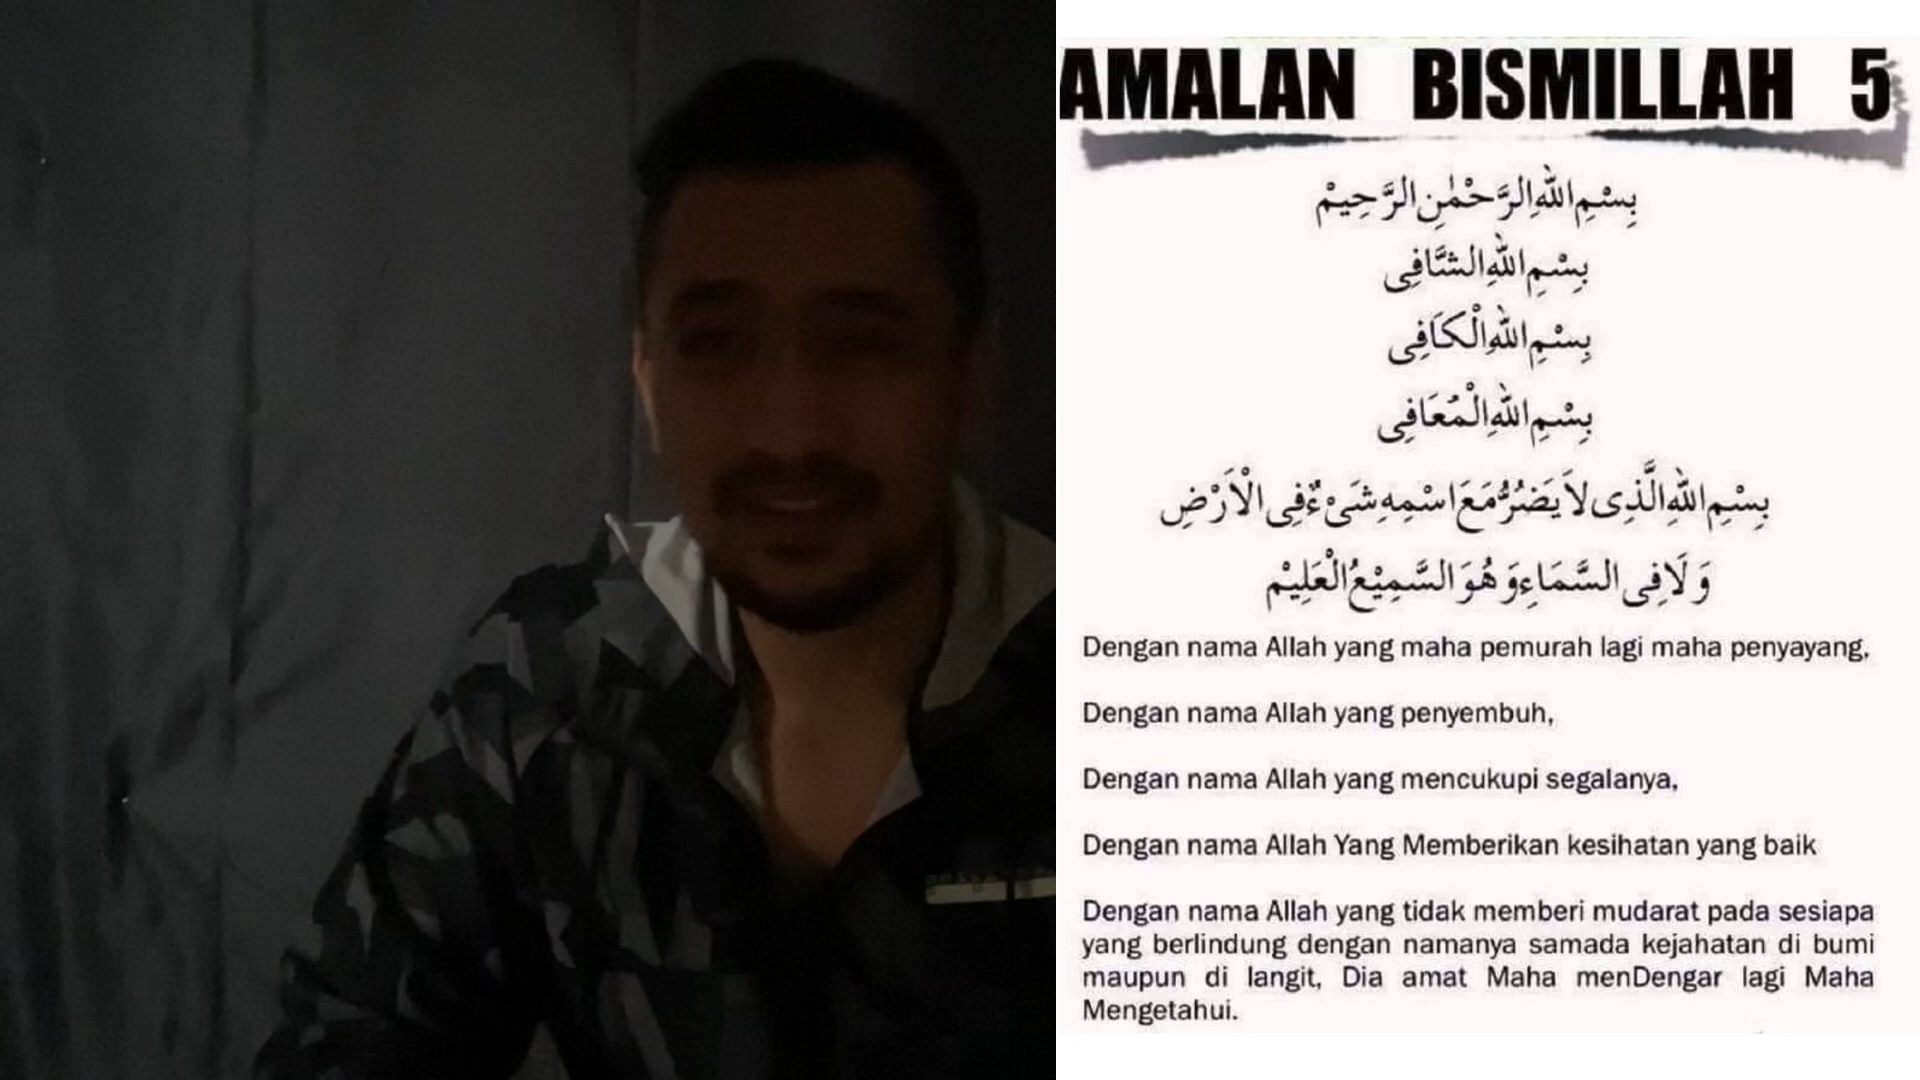 AMALAN BISMILLAH 5
بِسْمِ اللهِ الرَّحْمٰنِ الرَّحِيْمْ
بِسْمِ اللهِ الشَّافِى
بِسْمِ اللهِ الْكَافِى
بِسْمِ اللهِ الْمُعَافِى
بِسْمِ اللهِ الَّذِى لَا يَضُرُّ مَعَ اسْمِهِ شَىْءٌ فِى الْاَرْضِ
وَلَا فِى السَّمَاءِ وَهُوَ السَّمِيْعُ الْعَلِيْمْ
Dengan nama Allah yang maha pemurah lagi maha penyayang,
Dengan nama Allah yang penyembuh,
Dengan nama Allah yang mencukupi segalanya,
Dengan nama Allah Yang Memberikan kesihatan yang baik
Dengan nama Allah yang tidak memberi mudarat pada sesiapa
yang berlindung dengan namanya samada kejahatan di bumi
maupun di langit, Dia amat Maha menDengar lagi Maha
Mengetahui.